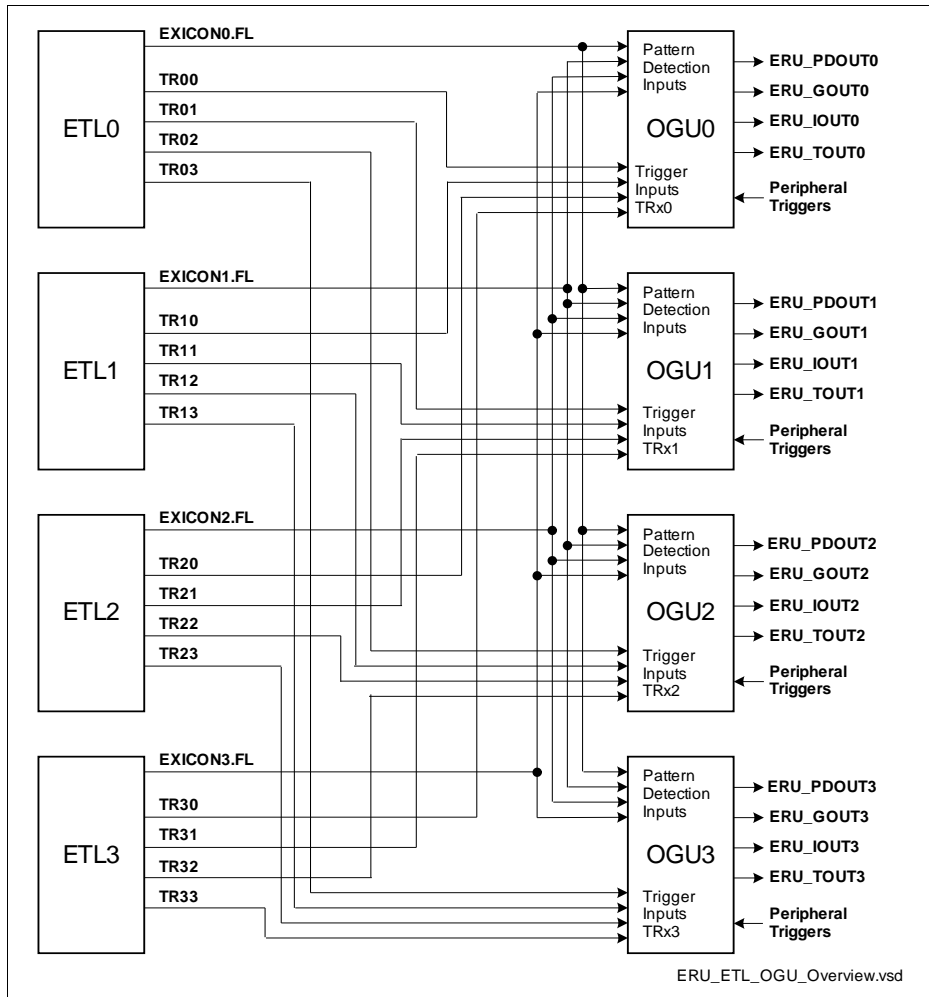 EXICON0.FL
TR00
TR01
TR02
TR03
ETL0
Pattern
Detection
Inputs
OGU0
Trigger
Inputs
TRx0
ERU_PDOUT0
ERU_GOUT0
ERU_IOUT0
ERU_TOUT0
Peripheral
Triggers
EXICON1.FL
TR10
TR11
TR12
TR13
ETL1
Pattern
Detection
Inputs
OGU1
Trigger
Inputs
TRx1
ERU_PDOUT1
ERU_GOUT1
ERU_IOUT1
ERU_TOUT1
Peripheral
Triggers
EXICON2.FL
TR20
TR21
TR22
TR23
ETL2
Pattern
Detection
Inputs
OGU2
Trigger
Inputs
TRx2
ERU_PDOUT2
ERU_GOUT2
ERU_IOUT2
ERU_TOUT2
Peripheral
Triggers
EXICON3.FL
TR30
TR31
TR32
TR33
ETL3
Pattern
Detection
Inputs
OGU3
Trigger
Inputs
TRx3
ERU_PDOUT3
ERU_GOUT3
ERU_IOUT3
ERU_TOUT3
Peripheral
Triggers
ERU_ETL_OGU_Overview.vsd